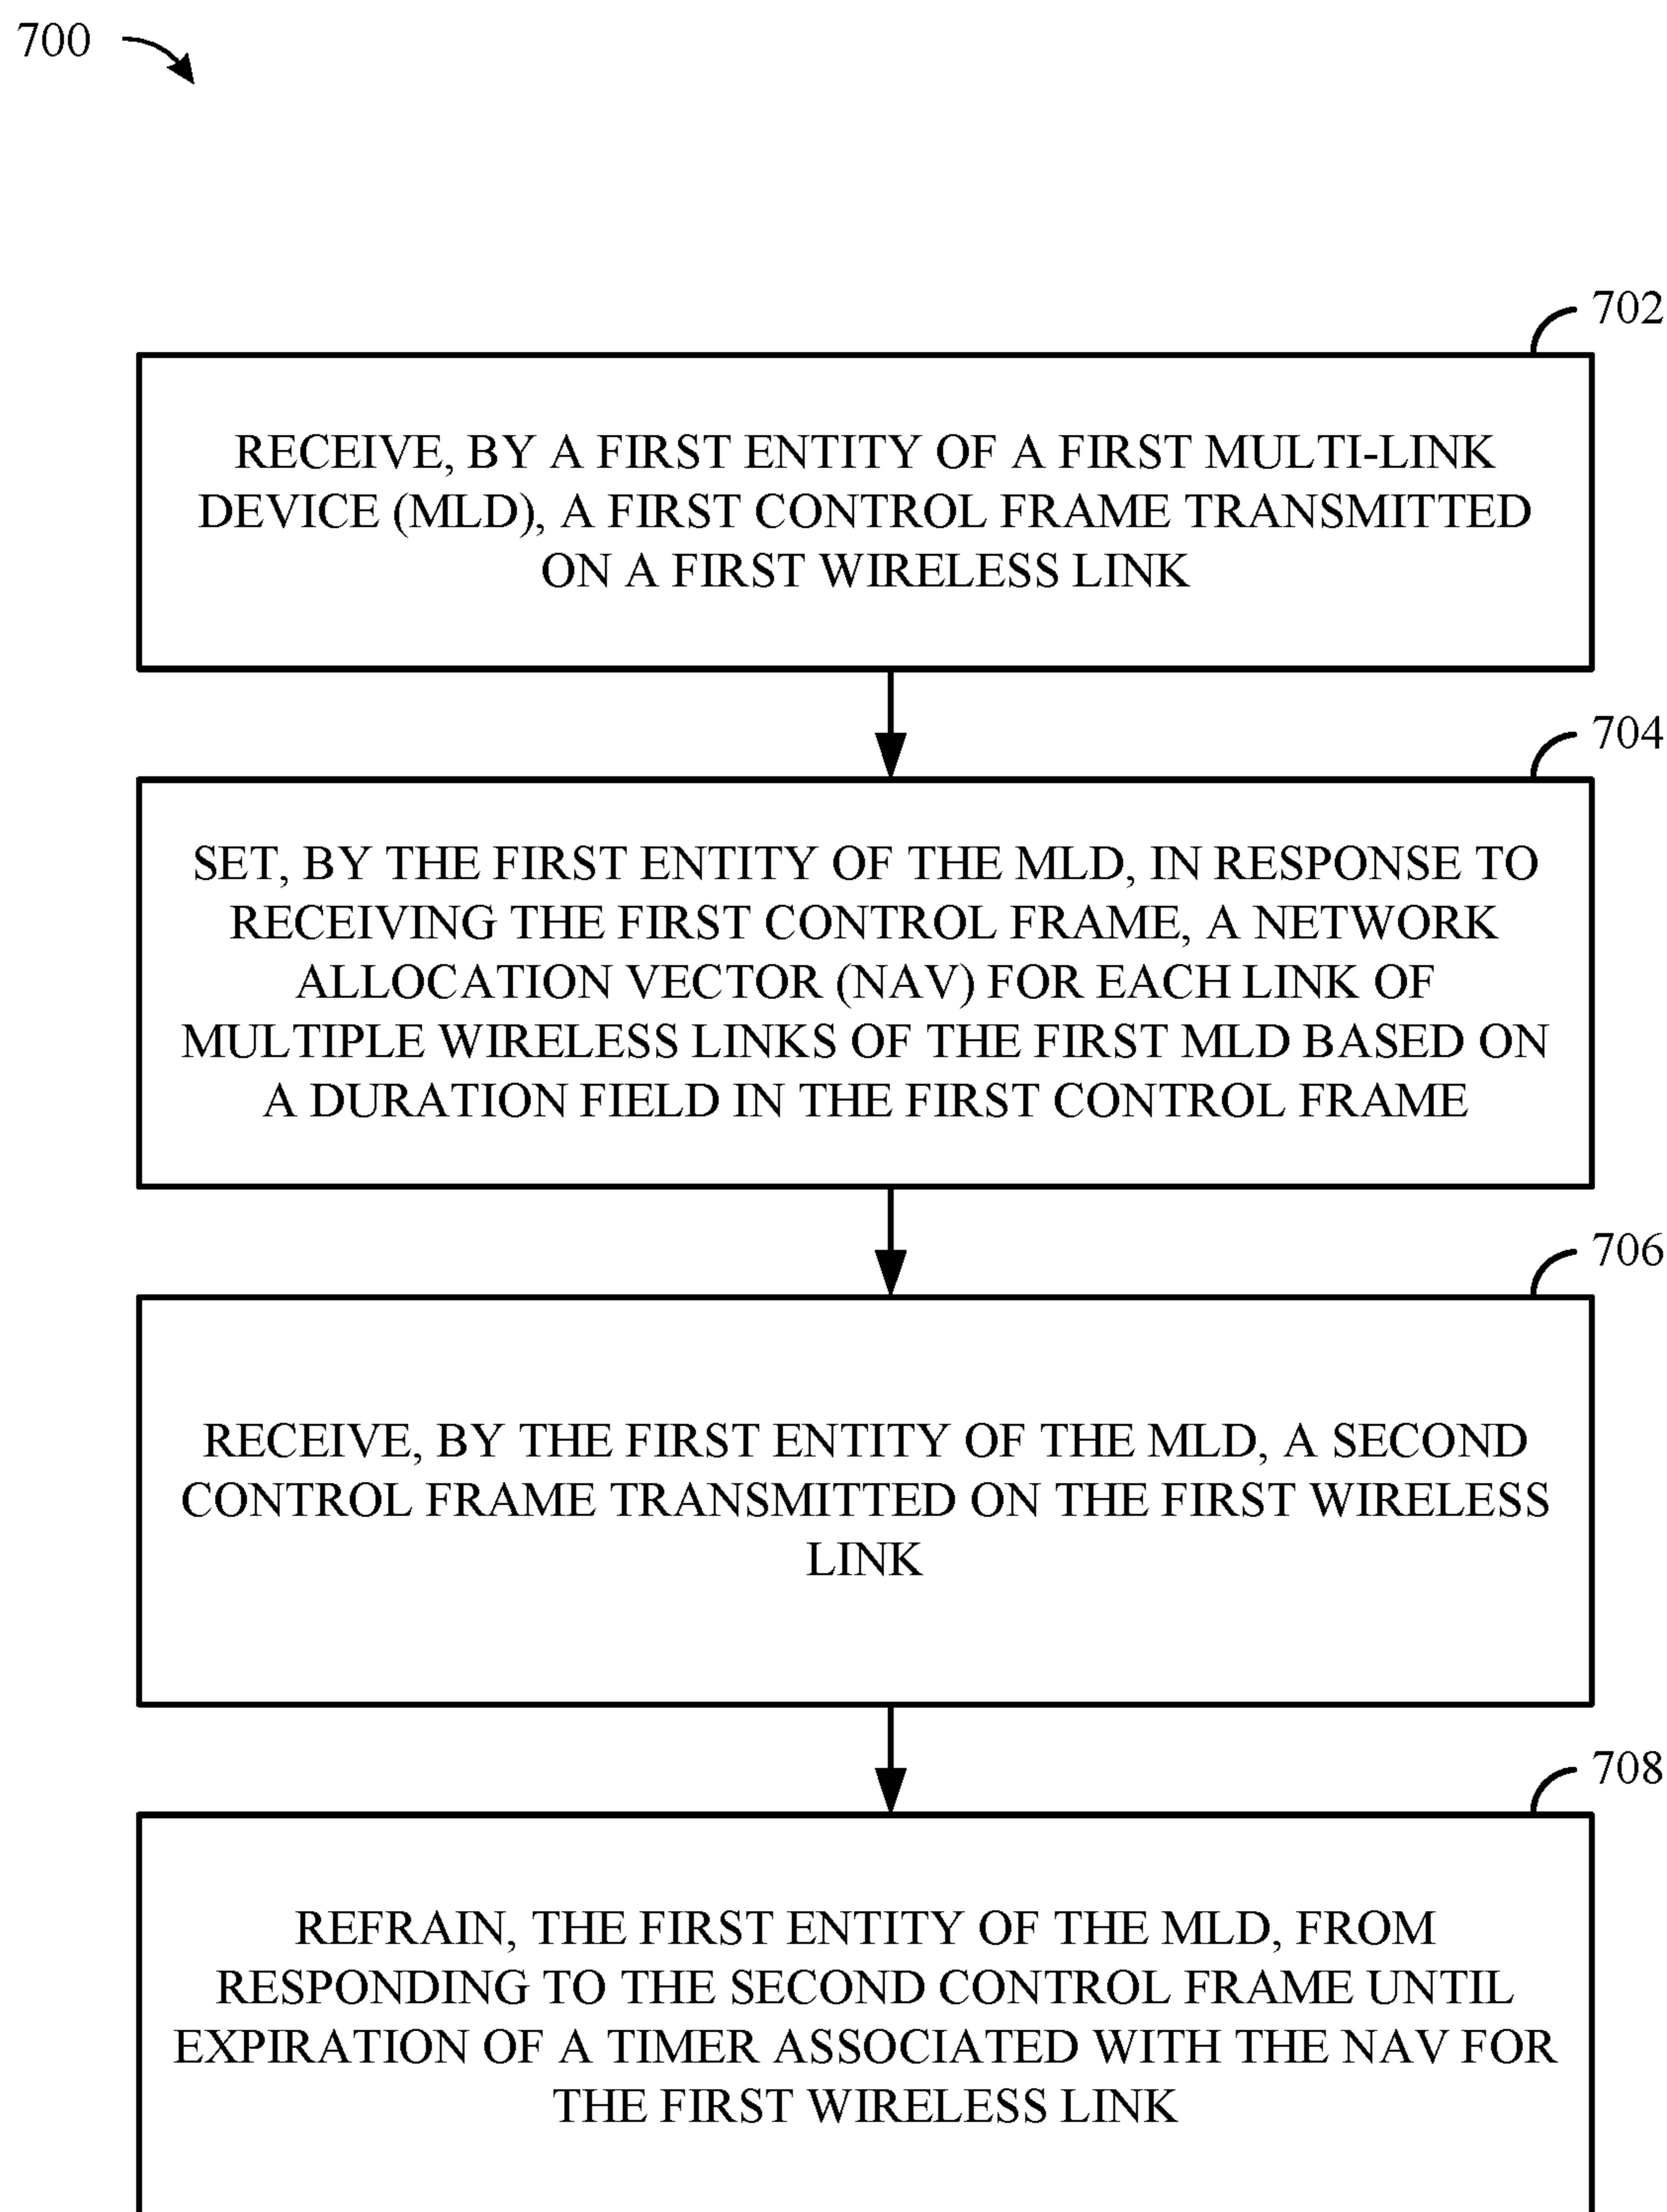 700
702
RECEIVE, BY A FIRST ENTITY OF A FIRST MULTI-LINK
DEVICE (MLD), A FIRST CONTROL FRAME TRANSMITTED
ON A FIRST WIRELESS LINK
704
SET, BY THE FIRST ENTITY OF THE MLD, IN RESPONSE TO
RECEIVING THE FIRST CONTROL FRAME, A NETWORK
ALLOCATION VECTOR (NAV) FOR EACH LINK OF
MULTIPLE WIRELESS LINKS OF THE FIRST MLD BASED ON
A DURATION FIELD IN THE FIRST CONTROL FRAME
706
RECEIVE, BY THE FIRST ENTITY OF THE MLD, A SECOND
CONTROL FRAME TRANSMITTED ON THE FIRST WIRELESS
LINK
708
REFRAIN, THE FIRST ENTITY OF THE MLD, FROM
RESPONDING TO THE SECOND CONTROL FRAME UNTIL
EXPIRATION OF A TIMER ASSOCIATED WITH THE NAV FOR
THE FIRST WIRELESS LINK